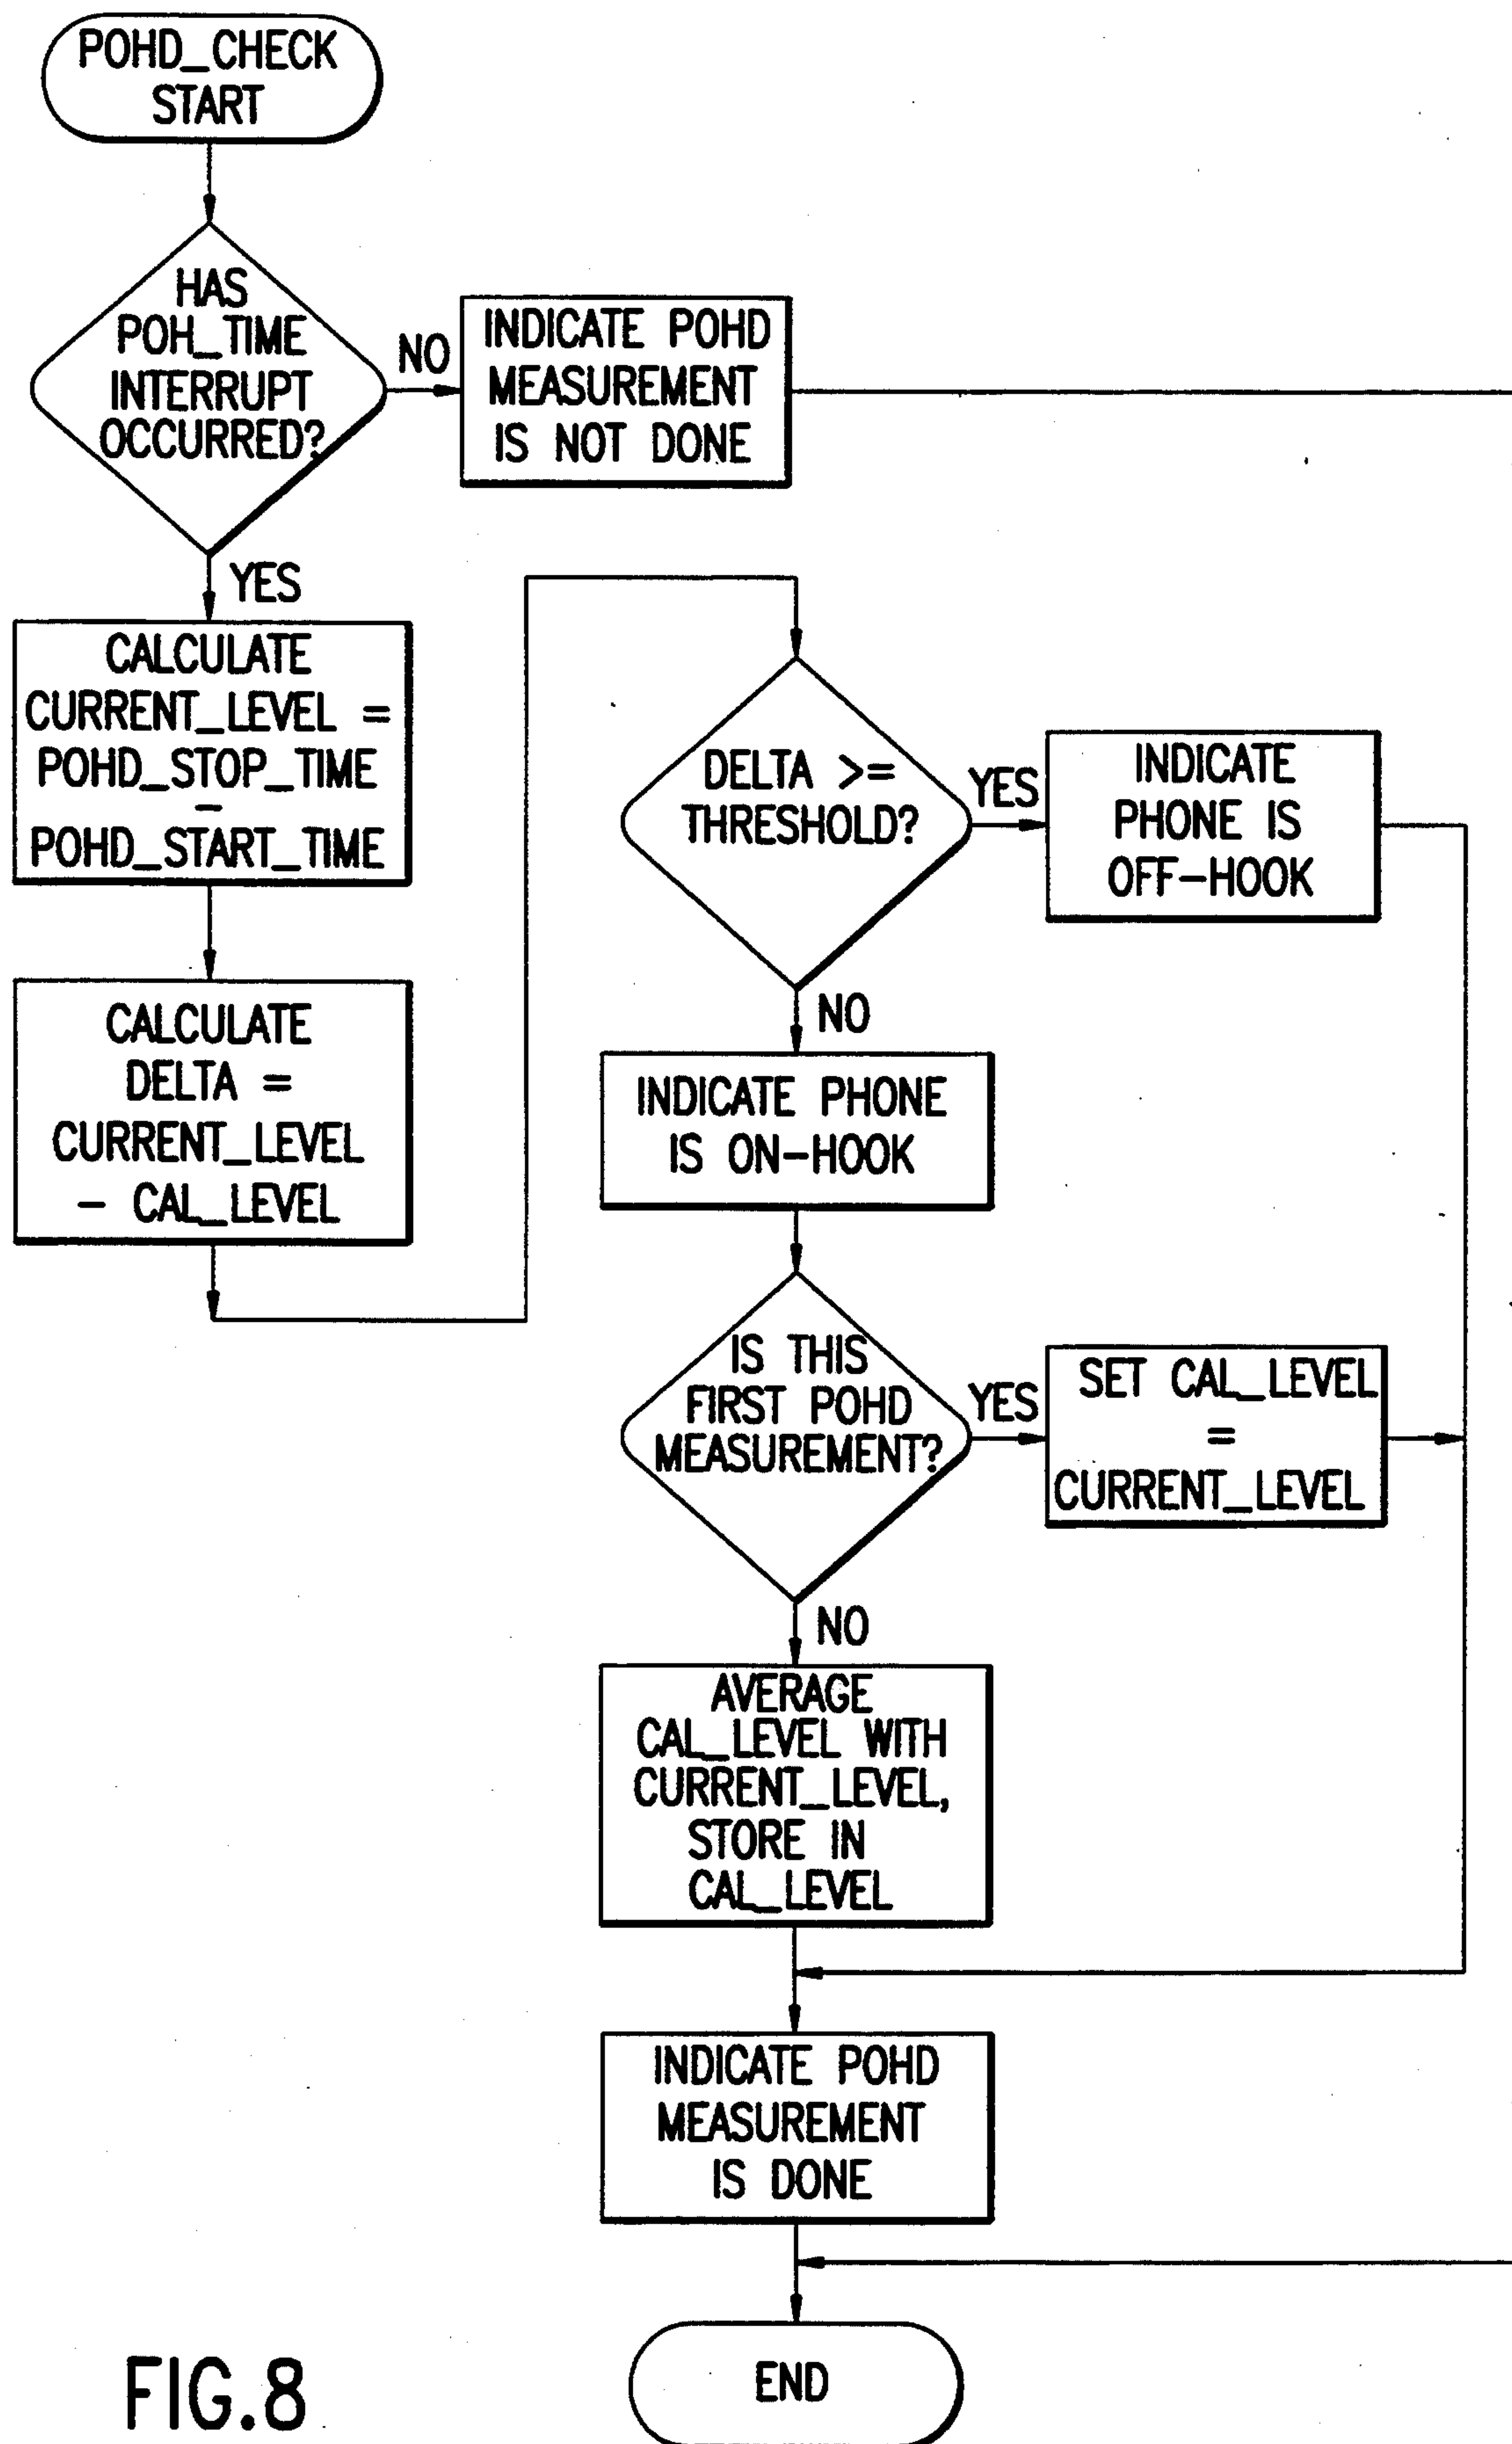 POHD_CHECK
START
HAS
POH_TIME
INTERRUPT
OCCURRED?
NO
INDICATE POHD
MEASUREMENT
IS NOT DONE
YES
CALCULATE
CURRENT_LEVEL =
POHD_STOP_TIME
–
POHD_START_TIME
CALCULATE
DELTA =
CURRENT_LEVEL
– CAL_LEVEL
DELTA >=
THRESHOLD?
YES
INDICATE
PHONE IS
OFF–HOOK
NO
INDICATE PHONE
IS ON–HOOK
IS THIS
FIRST POHD
MEASUREMENT?
YES
SET CAL_LEVEL
=
CURRENT_LEVEL
NO
AVERAGE
CAL_LEVEL WITH
CURRENT_LEVEL,
STORE IN
CAL_LEVEL
INDICATE POHD
MEASUREMENT
IS DONE
END
FIG.8